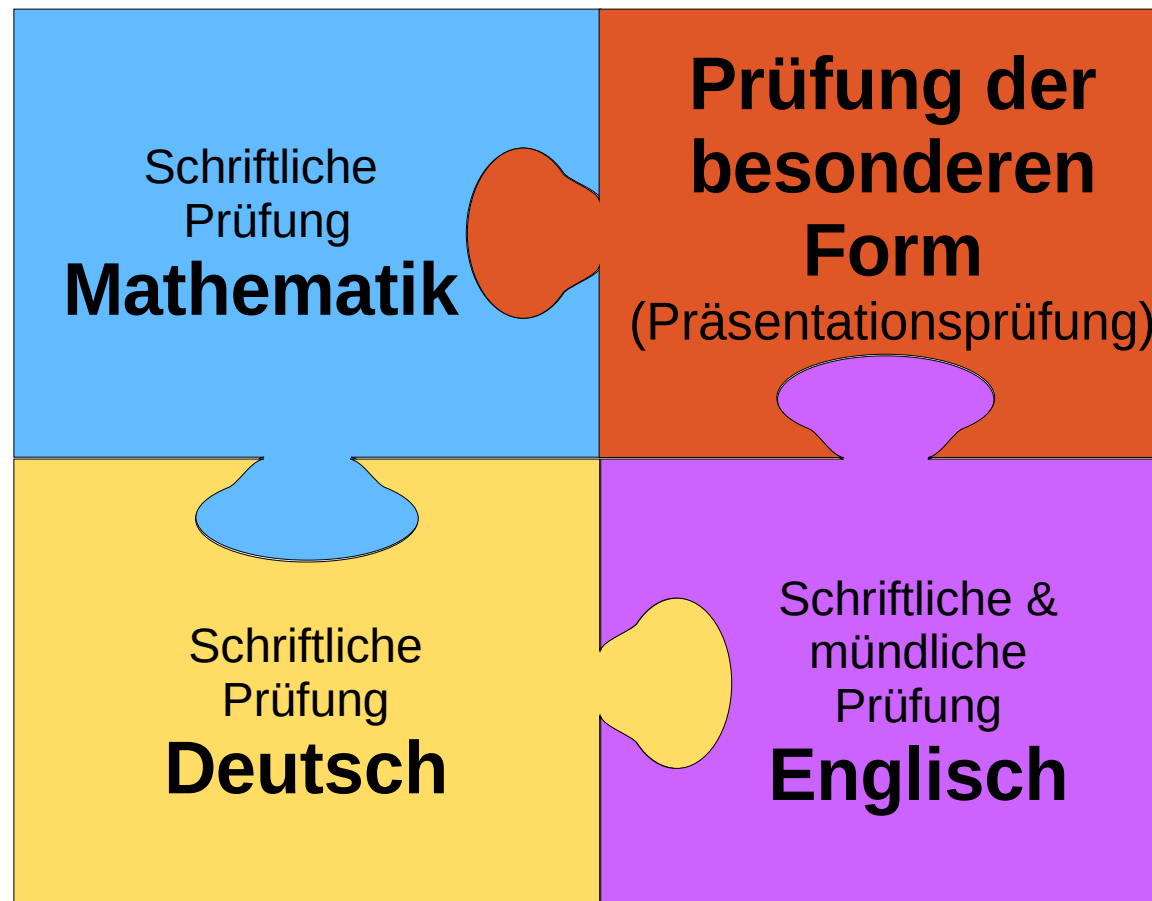 Schriftliche
Prüfung
Mathematik
Prüfung der
besonderen
Form
(Präsentationsprüfung)
Schriftliche
Prüfung
Deutsch
Schriftliche &
mündliche
Prüfung
Englisch